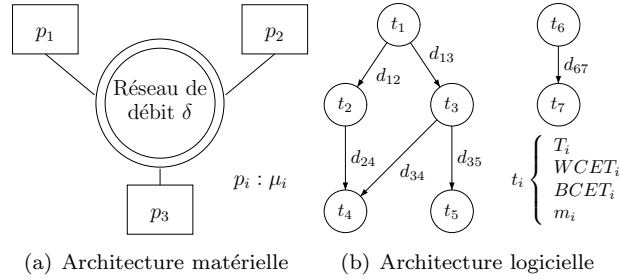 p₁
p₂
Réseau de
débit δ
p₃
pᵢ : μᵢ
(a) Architecture matérielle
t₁
t₆
d₁₂
d₁₃
d₆₇
t₂
t₃
t₇
d₂₄
d₃₄
d₃₅
t₄
t₅
tᵢ
Tᵢ
WCETᵢ
BCETᵢ
mᵢ
(b) Architecture logicielle